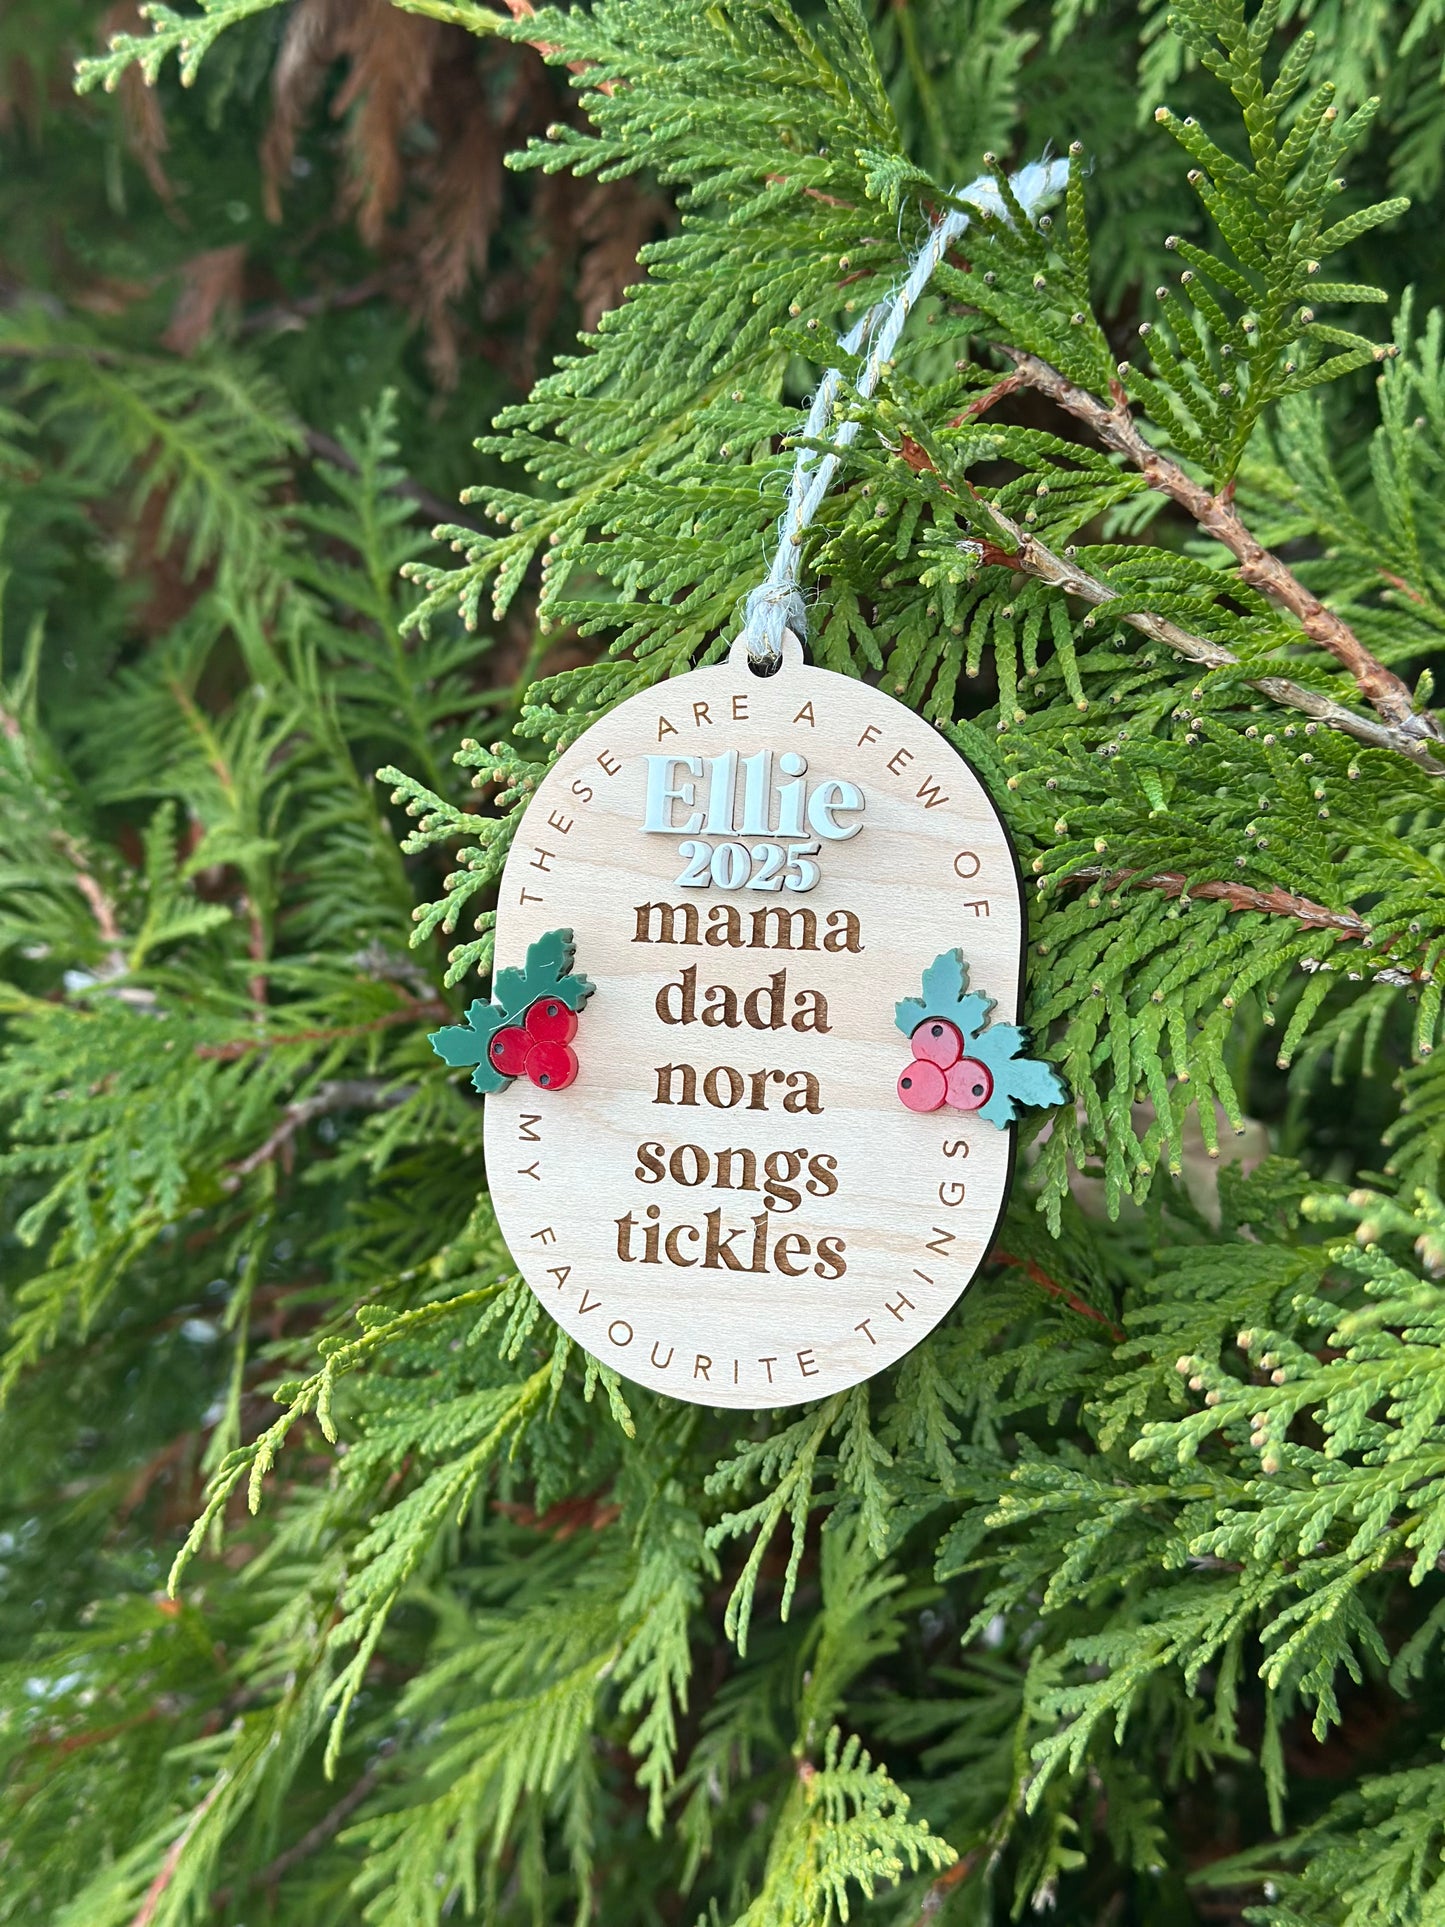 THESE ARE A FEW OF
Ellie
2025
mama
dada
nora
songs
tickles
MY FAVOURITE THINGS